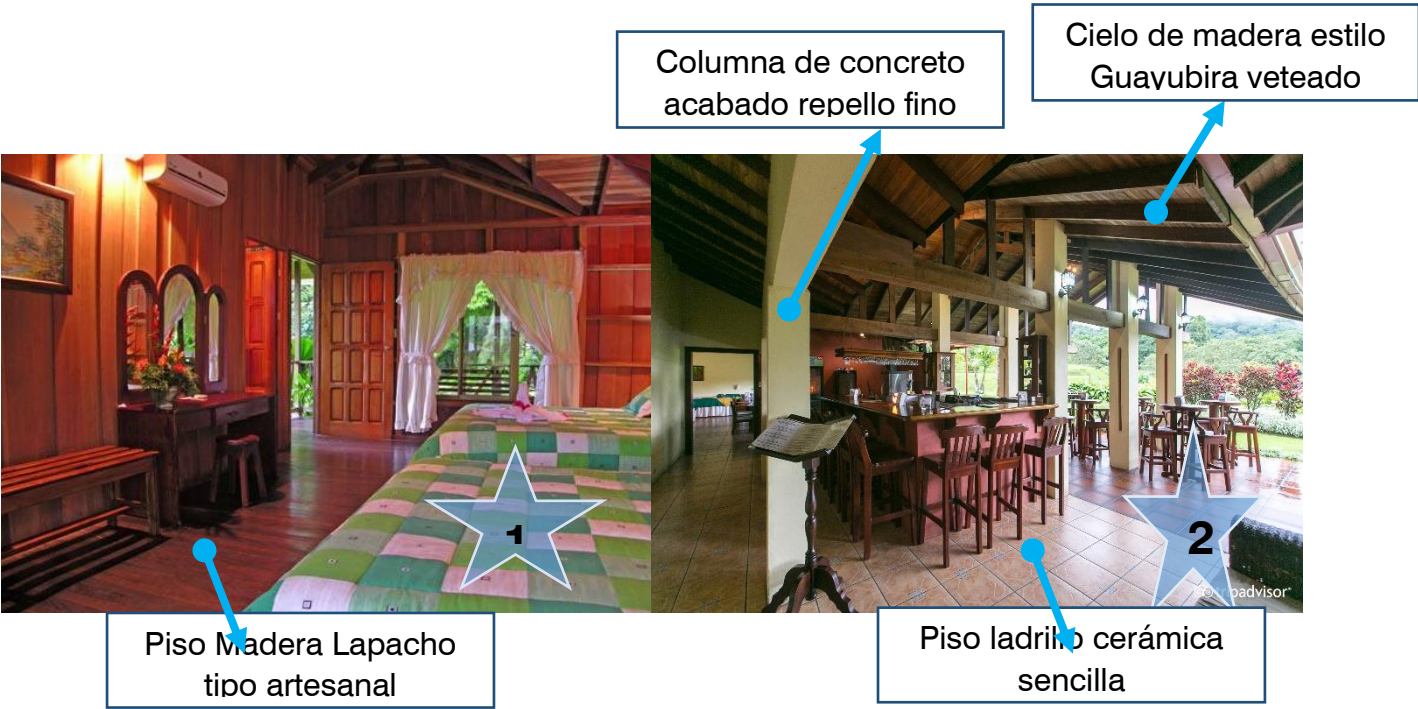 Columna de concreto
acabado repello fino
Cielo de madera estilo
Guayubira veteado
1
2
tripadvisor
Piso Madera Lapacho
tipo artesanal
Piso ladrillo cerámica
sencilla